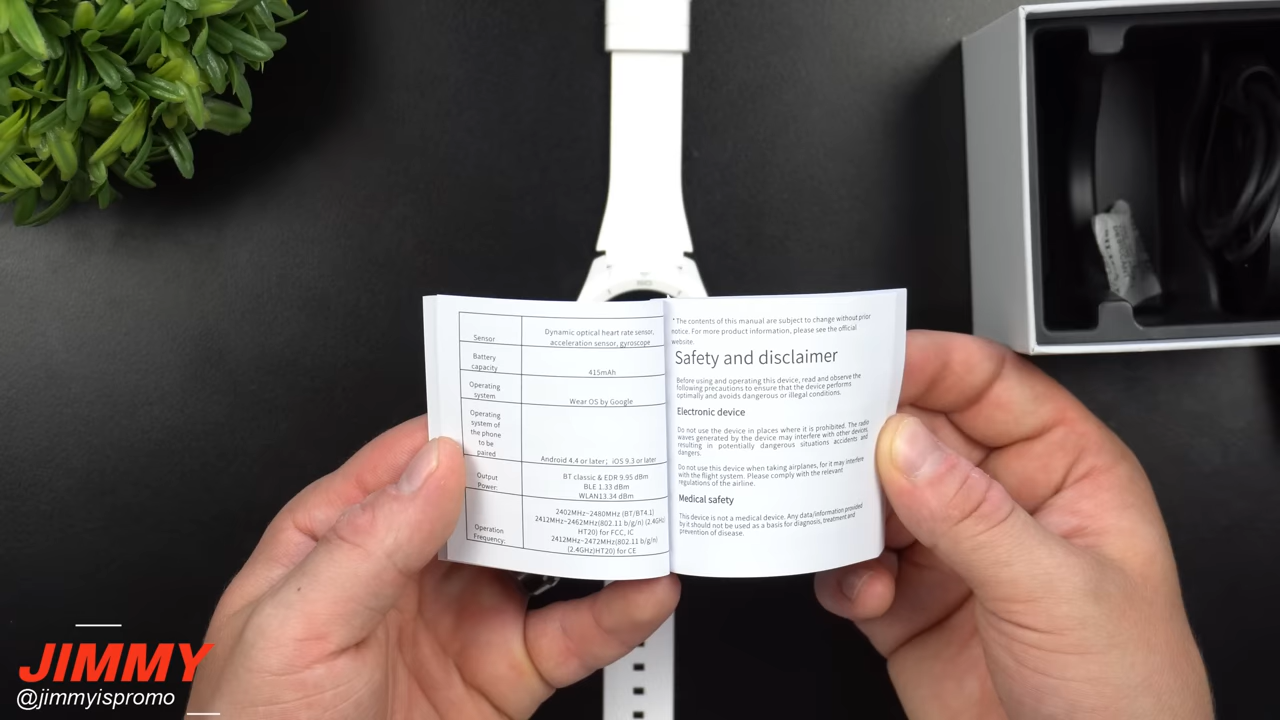 Sensor
Dynamic optical heart rate sensor,
acceleration sensor, gyroscope
Battery
capacity
415mAh
Operating
system
Wear OS by Google
Operating
system of
the phone
to be
paired
Android 4.4 or later; iOS 9.3 or later
Output
Power:
BT classic & EDR 9.95 dBm
BLE 1.33 dBm
WLAN13.34 dBm
Operation
Frequency:
2402MHz~2480MHz (BT/BT4.1)
2412MHz~2462MHz(802.11 b/g/n) (2.4GHz
HT20) for FCC, IC
2412MHz~2472MHz(802.11 b/g/n)
(2.4GHz)HT20) for CE
* The contents of this manual are subject to change without prior
notice. For more product information, please see the official
website.
Safety and disclaimer
Before using and operating this device, read and observe the
following precautions to ensure that the device performs
optimally and avoids dangerous or illegal conditions.
Electronic device
Do not use the device in places where it is prohibited. The radio
waves generated by the device may interfere with other devices,
resulting in potentially dangerous situations accidents and
dangers.
Do not use this device when taking airplanes, for it may interfere
with the flight system. Please comply with the relevant
regulations of the airline.
Medical safety
This device is not a medical device. Any data/information provided
by it should not be used as a basis for diagnosis, treatment and
prevention of disease.
JIMMY
@jimmyispromo